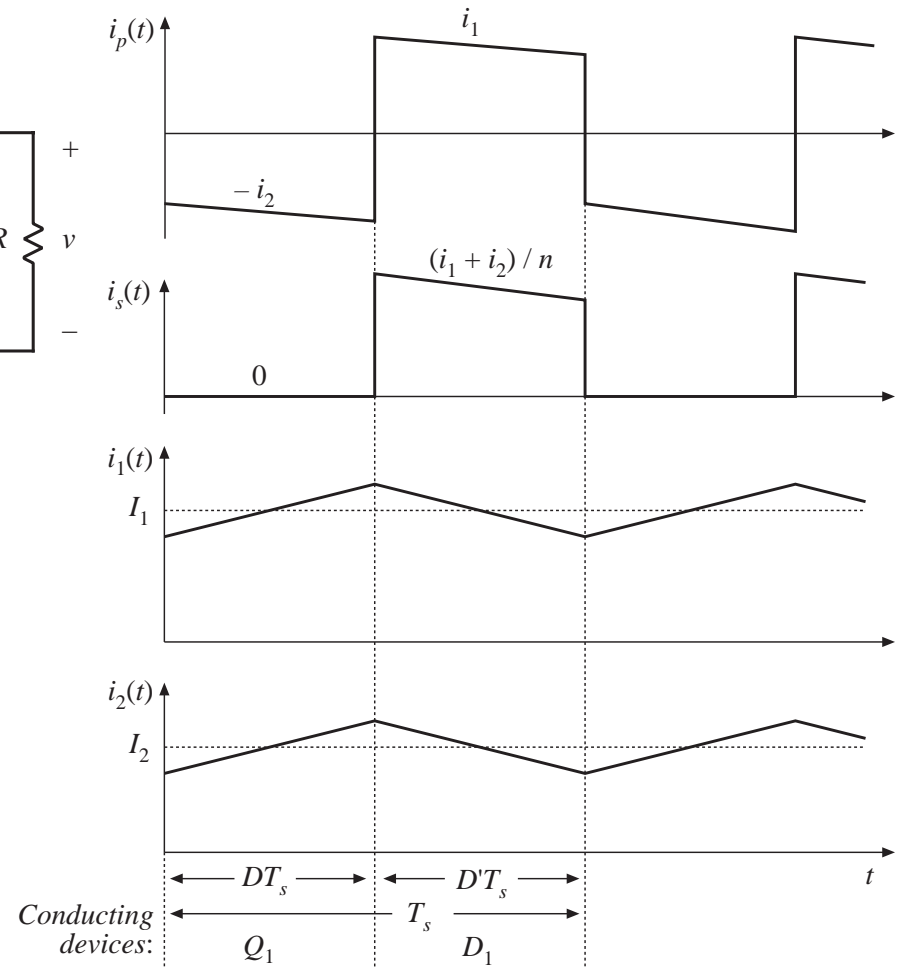 i_p(t)
i_1
+
– i_2
R
v
(i_1 + i_2) / n
i_s(t)
–
0
i_1(t)
I_1
i_2(t)
I_2
DT_s
D'T_s
t
Conducting
T_s
devices:
Q_1
D_1